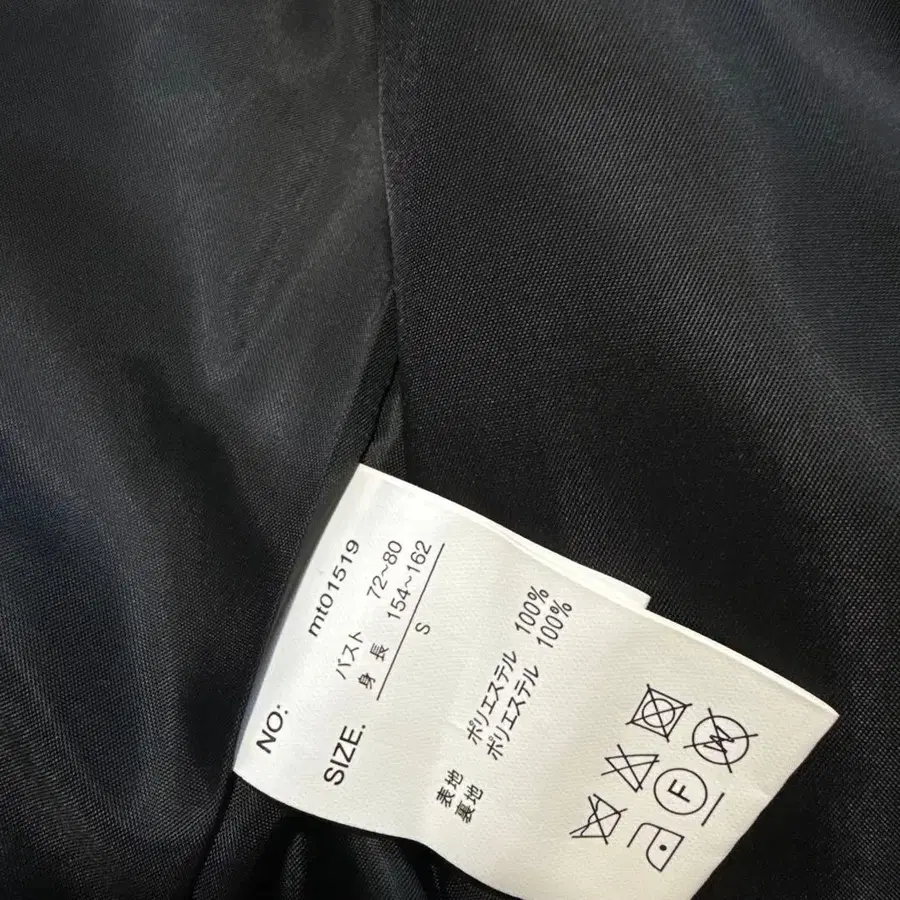 NO: mt01519
バスト 72~80
身長 154~162
SIZE. S
表地 ポリエステル 100%
裏地 ポリエステル 100%
F
W